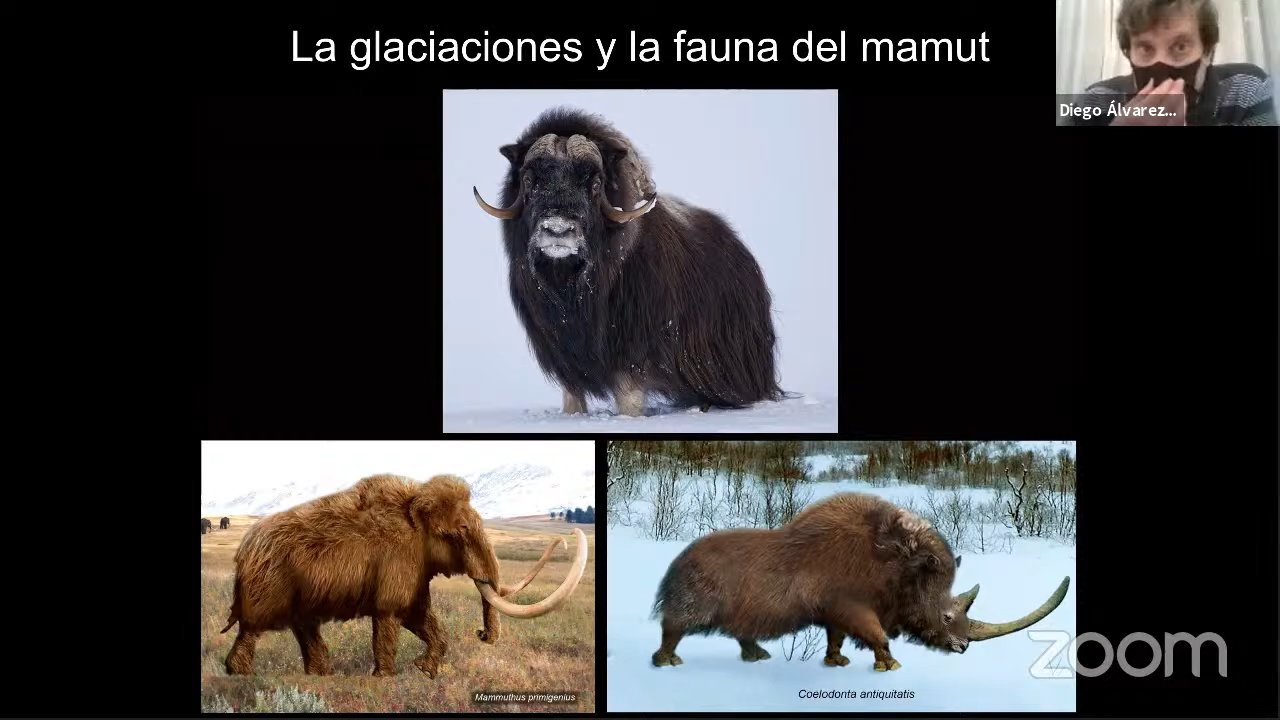 La glaciaciones y la fauna del mamut
Diego Álvarez...
Mammuthus primigenius
Coelodonta antiquitatis
zoom